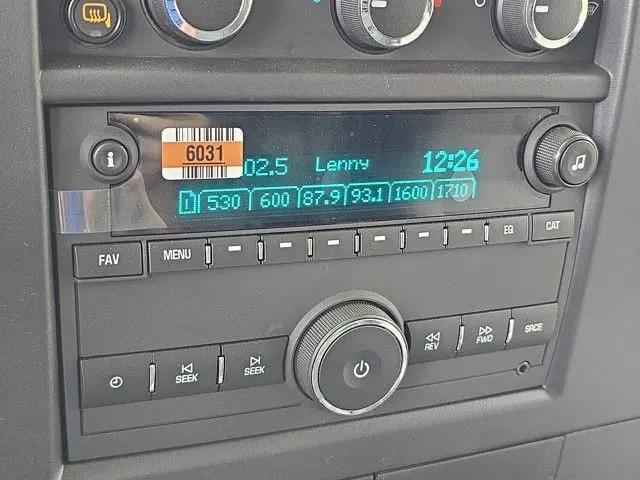 6031
02.5 Lenny 12:26
530 600 87.9 93.1 1600 1710
FAV MENU EQ CAT
SEEK SEEK REV FWD SRCE